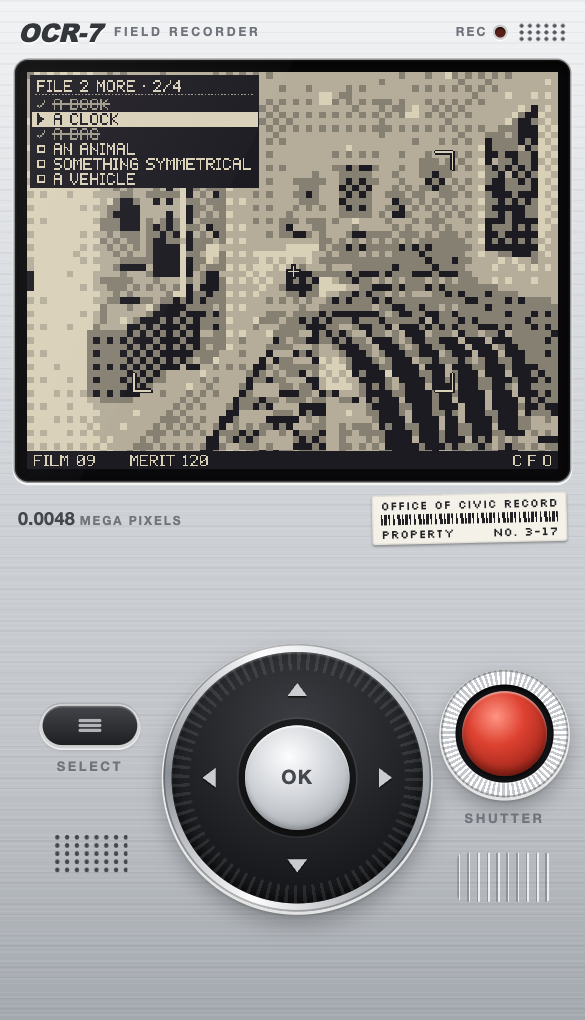 OCR-7 FIELD RECORDER
REC
FILE 2 MORE · 2/4
A BOOK
A CLOCK
A BAG
AN ANIMAL
SOMETHING SYMMETRICAL
A VEHICLE
FILM 09 MERIT 120 C F O
0.0048 MEGA PIXELS
OFFICE OF CIVIC RECORD
PROPERTY NO. 3-17
SELECT
OK
SHUTTER